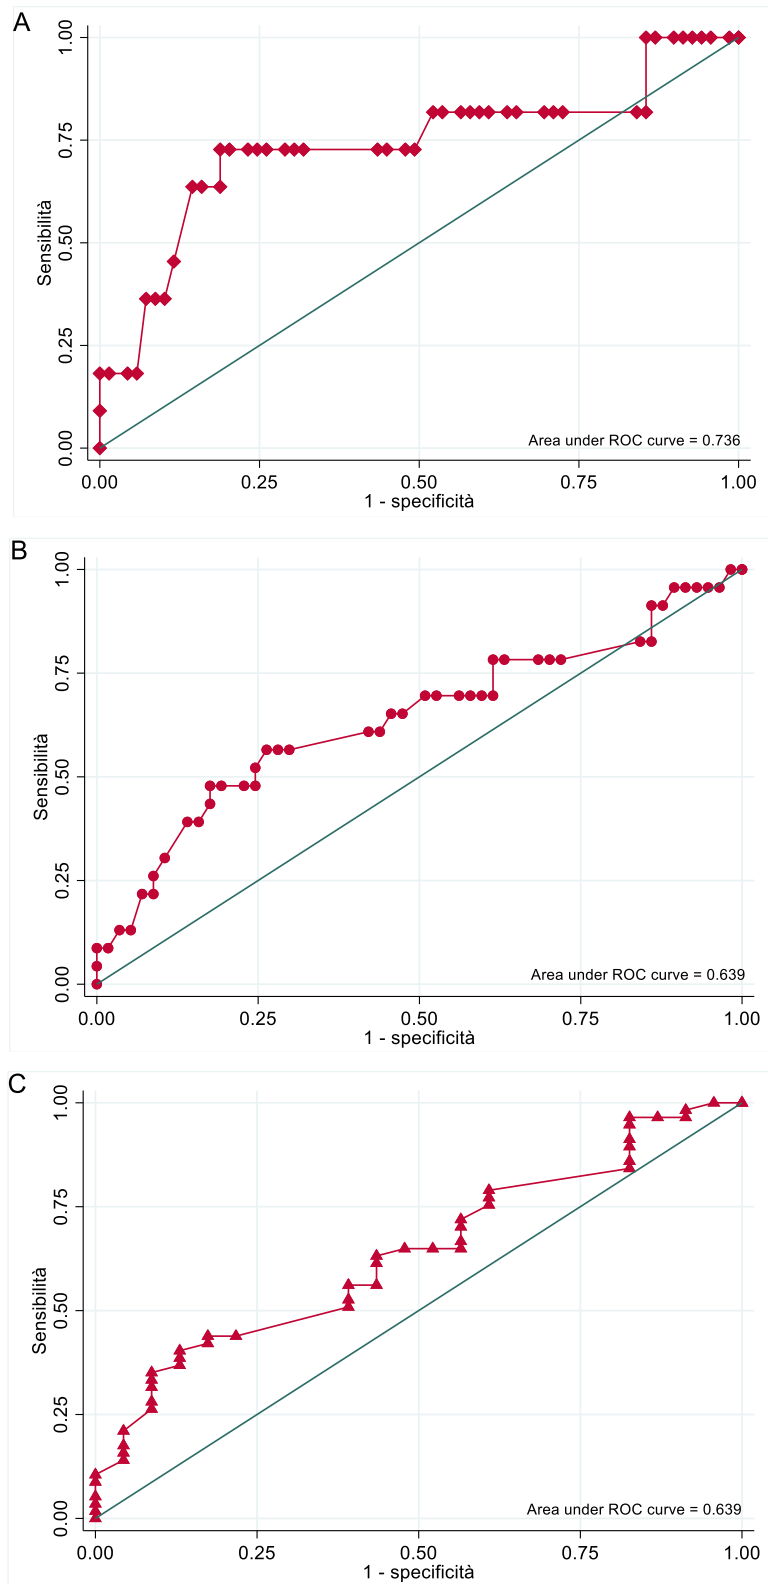 A
1.00
0.75
Sensibilità
0.50
0.25
0.00
Area under ROC curve = 0.736
0.00 0.25 0.50 0.75 1.00
1 - specificità
B
1.00
0.75
Sensibilità
0.50
0.25
0.00
Area under ROC curve = 0.639
0.00 0.25 0.50 0.75 1.00
1 - specificità
C
1.00
0.75
Sensibilità
0.50
0.25
0.00
Area under ROC curve = 0.639
0.00 0.25 0.50 0.75 1.00
1 - specificità